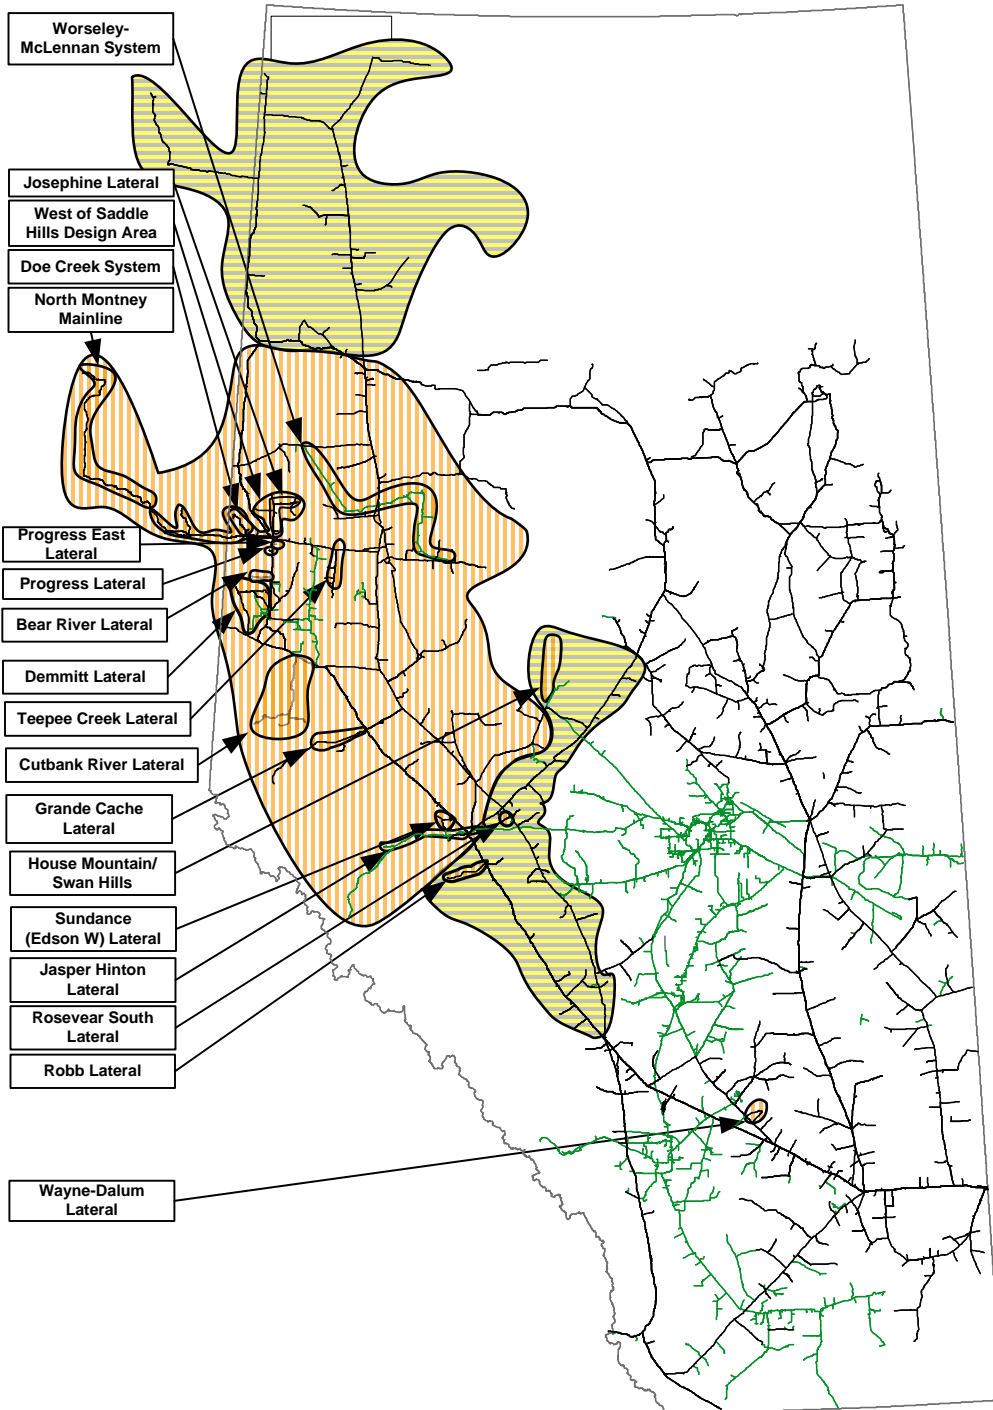 Worseley-
McLennan System
Josephine Lateral
West of Saddle
Hills Design Area
Doe Creek System
North Montney
Mainline
Progress East
Lateral
Progress Lateral
Bear River Lateral
Demmitt Lateral
Teepee Creek Lateral
Cutbank River Lateral
Grande Cache
Lateral
House Mountain/
Swan Hills
Sundance
(Edson W) Lateral
Jasper Hinton
Lateral
Rosevear South
Lateral
Robb Lateral
Wayne-Dalum
Lateral